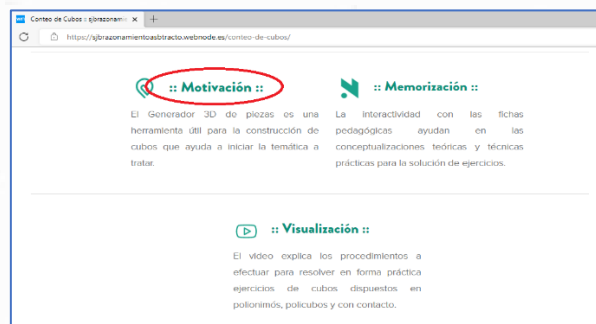 Conteo de Cubos :: sjbrazonami
https://sjbrazonamientoasbtracto.webnode.es/conteo-de-cubos/
:: Motivación ::
El Generador 3D de piezas es una
herramienta útil para la construcción de
cubos que ayuda a iniciar la temática a
tratar.
:: Memorización ::
La interactividad con las fichas
pedagógicas ayudan en las
conceptualizaciones teóricas y técnicas
prácticas para la solución de ejercicios.
:: Visualización ::
El video explica los procedimientos a
efectuar para resolver en forma práctica
ejercicios de cubos dispuestos en
polionimós, policubos y con contacto.